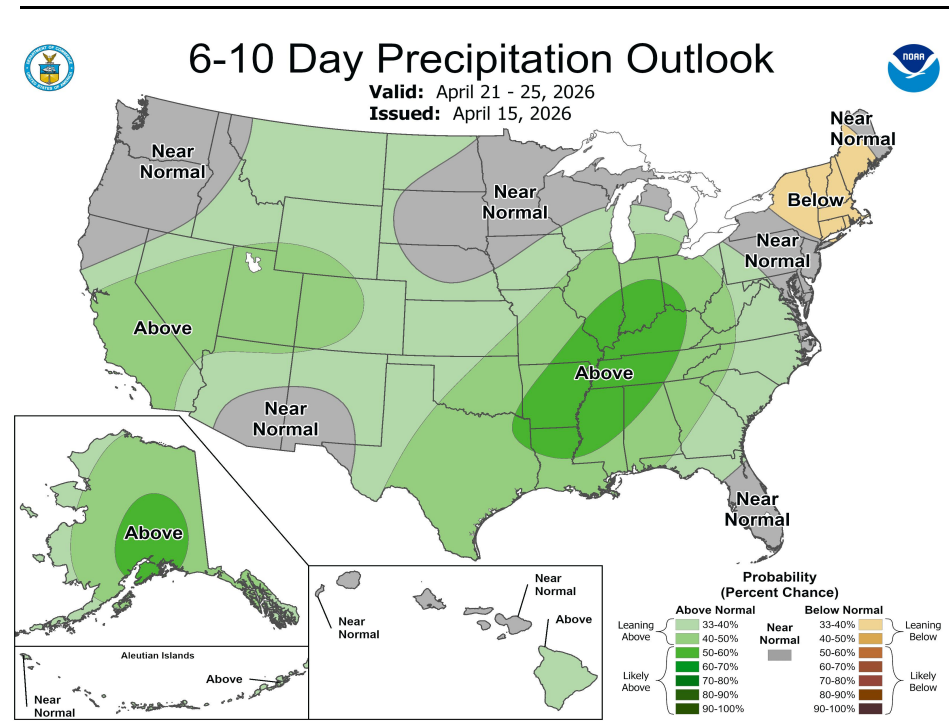 6-10 Day Precipitation Outlook
Valid: April 21 - 25, 2026
Issued: April 15, 2026
NOAA
Near
Normal
Near
Normal
Near
Normal
Below
Near
Normal
Above
Above
Near
Normal
Near
Normal
Above
Near
Normal
Near
Normal
Above
Aleutian Islands
Above
Near
Normal
Probability
(Percent Chance)
Above Normal
Below Normal
Leaning
Above
33-40%
40-50%
Near
Normal
33-40%
40-50%
Leaning
Below
Likely
Above
50-60%
60-70%
70-80%
80-90%
90-100%
50-60%
60-70%
70-80%
80-90%
90-100%
Likely
Below